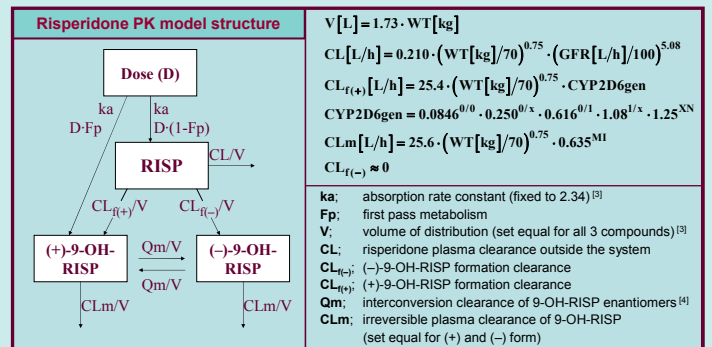 Risperidone PK model structure
Dose (D)
ka
ka
D·Fp
D·(1-Fp)
RISP
CL/V
CLf(+)/V
CLf(−)/V
(+)-9-OH-
RISP
Qm/V
Qm/V
(−)-9-OH-
RISP
CLm/V
CLm/V
V[L] = 1.73·WT[kg]
CL[L/h] = 0.210·(WT[kg]/70)^0.75·(GFR[L/h]/100)^5.08
CLf(+)[L/h] = 25.4·(WT[kg]/70)^0.75·CYP2D6gen
CYP2D6gen = 0.0846^0/0·0.250^0/x·0.616^0/1·1.08^1/x·1.25^XN
CLm[L/h] = 25.6·(WT[kg]/70)^0.75·0.635^MI
CLf(−) ≈ 0
ka; absorption rate constant (fixed to 2.34) [3]
Fp; first pass metabolism
V; volume of distribution (set equal for all 3 compounds) [3]
CL; risperidone plasma clearance outside the system
CLf(−); (−)-9-OH-RISP formation clearance
CLf(+); (+)-9-OH-RISP formation clearance
Qm; interconversion clearance of 9-OH-RISP enantiomers [4]
CLm; irreversible plasma clearance of 9-OH-RISP
(set equal for (+) and (−) form)